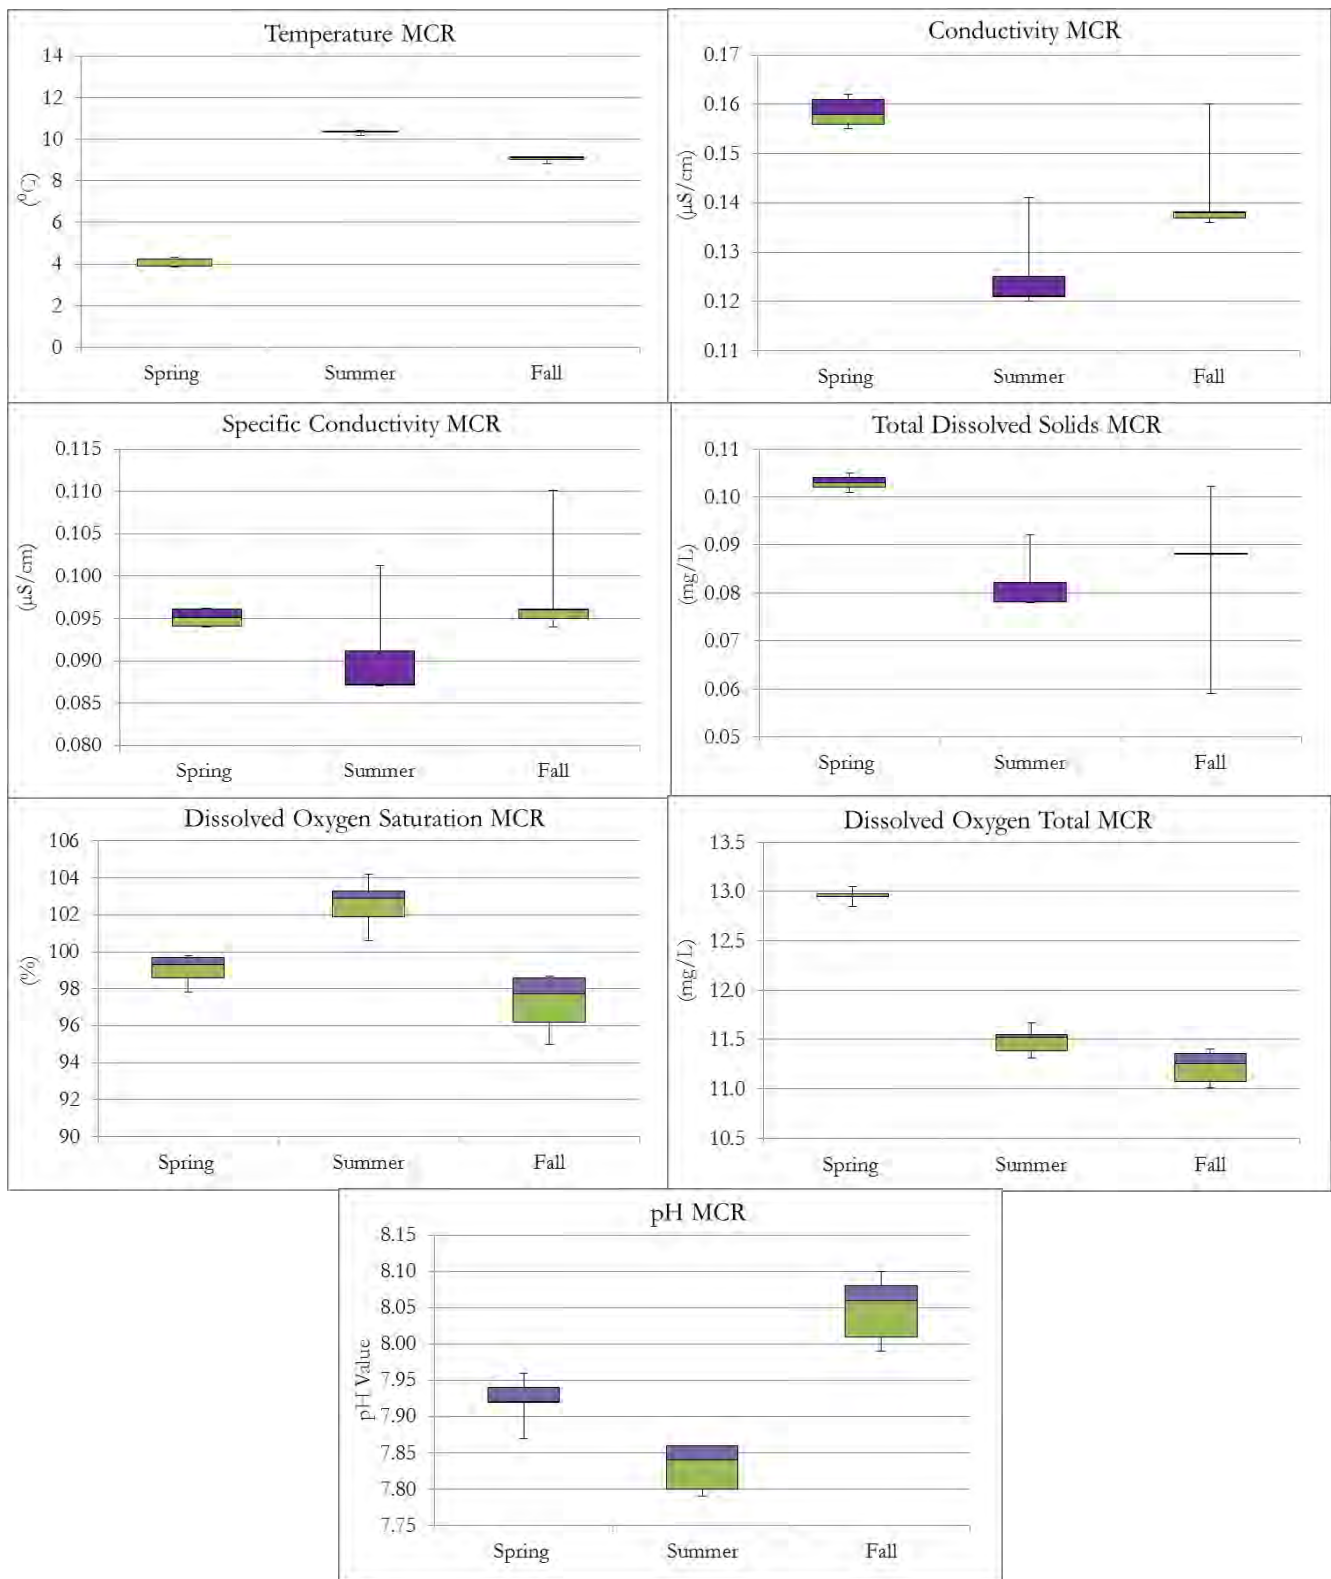 Temperature MCR
14
12
10
8
6
4
2
0
(⁰C)
Spring Summer Fall
Conductivity MCR
0.17
0.16
0.15
0.14
0.13
0.12
0.11
(µS/cm)
Spring Summer Fall
Specific Conductivity MCR
0.115
0.110
0.105
0.100
0.095
0.090
0.085
0.080
(µS/cm)
Spring Summer Fall
Total Dissolved Solids MCR
0.11
0.10
0.09
0.08
0.07
0.06
0.05
(mg/L)
Spring Summer Fall
Dissolved Oxygen Saturation MCR
106
104
102
100
98
96
94
92
90
(%)
Spring Summer Fall
Dissolved Oxygen Total MCR
13.5
13.0
12.5
12.0
11.5
11.0
10.5
(mg/L)
Spring Summer Fall
pH MCR
8.15
8.10
8.05
8.00
7.95
7.90
7.85
7.80
7.75
pH Value
Spring Summer Fall